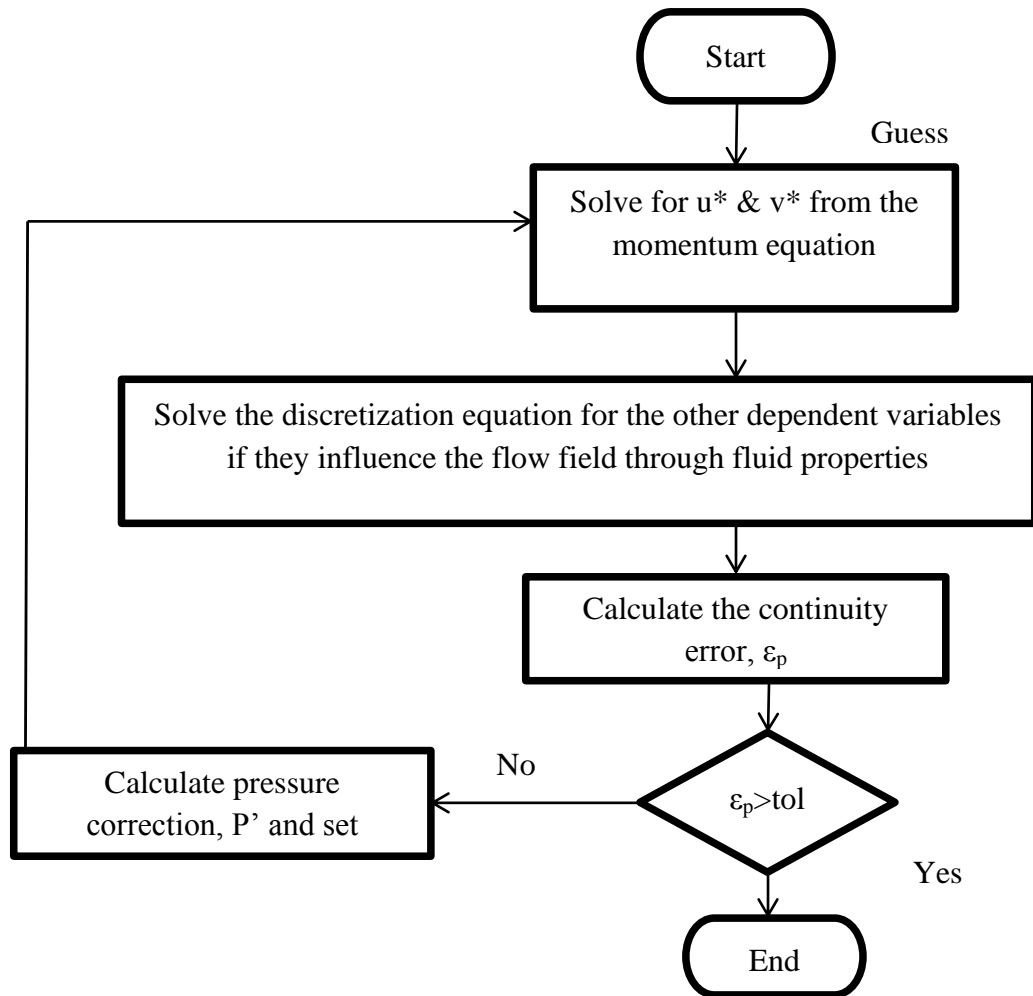 Start
Guess
Solve for u* & v* from the
momentum equation
Solve the discretization equation for the other dependent variables
if they influence the flow field through fluid properties
Calculate the continuity
error, εp
εp>tol
No
Calculate pressure
correction, P’ and set
Yes
End